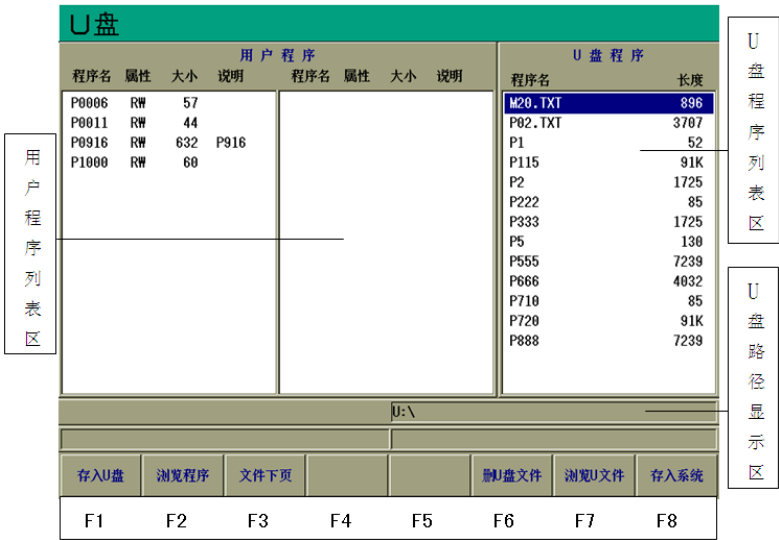 U盘
用户程序
U盘程序
程序名 属性 大小 说明 程序名 属性 大小 说明
程序名 长度
P0006 RW 57
P0011 RW 44
P0916 RW 632 P916
P1000 RW 60
M20.TXT 896
P02.TXT 3707
P1 52
P115 91K
P2 1725
P222 85
P333 1725
P5 130
P555 7239
P666 4032
P710 85
P720 91K
P888 7239
U:\
存入U盘 浏览程序 文件下页 删U盘文件 浏览U文件 存入系统
F1 F2 F3 F4 F5 F6 F7 F8
用户程序列表区
U盘程序列表区
U盘路径显示区